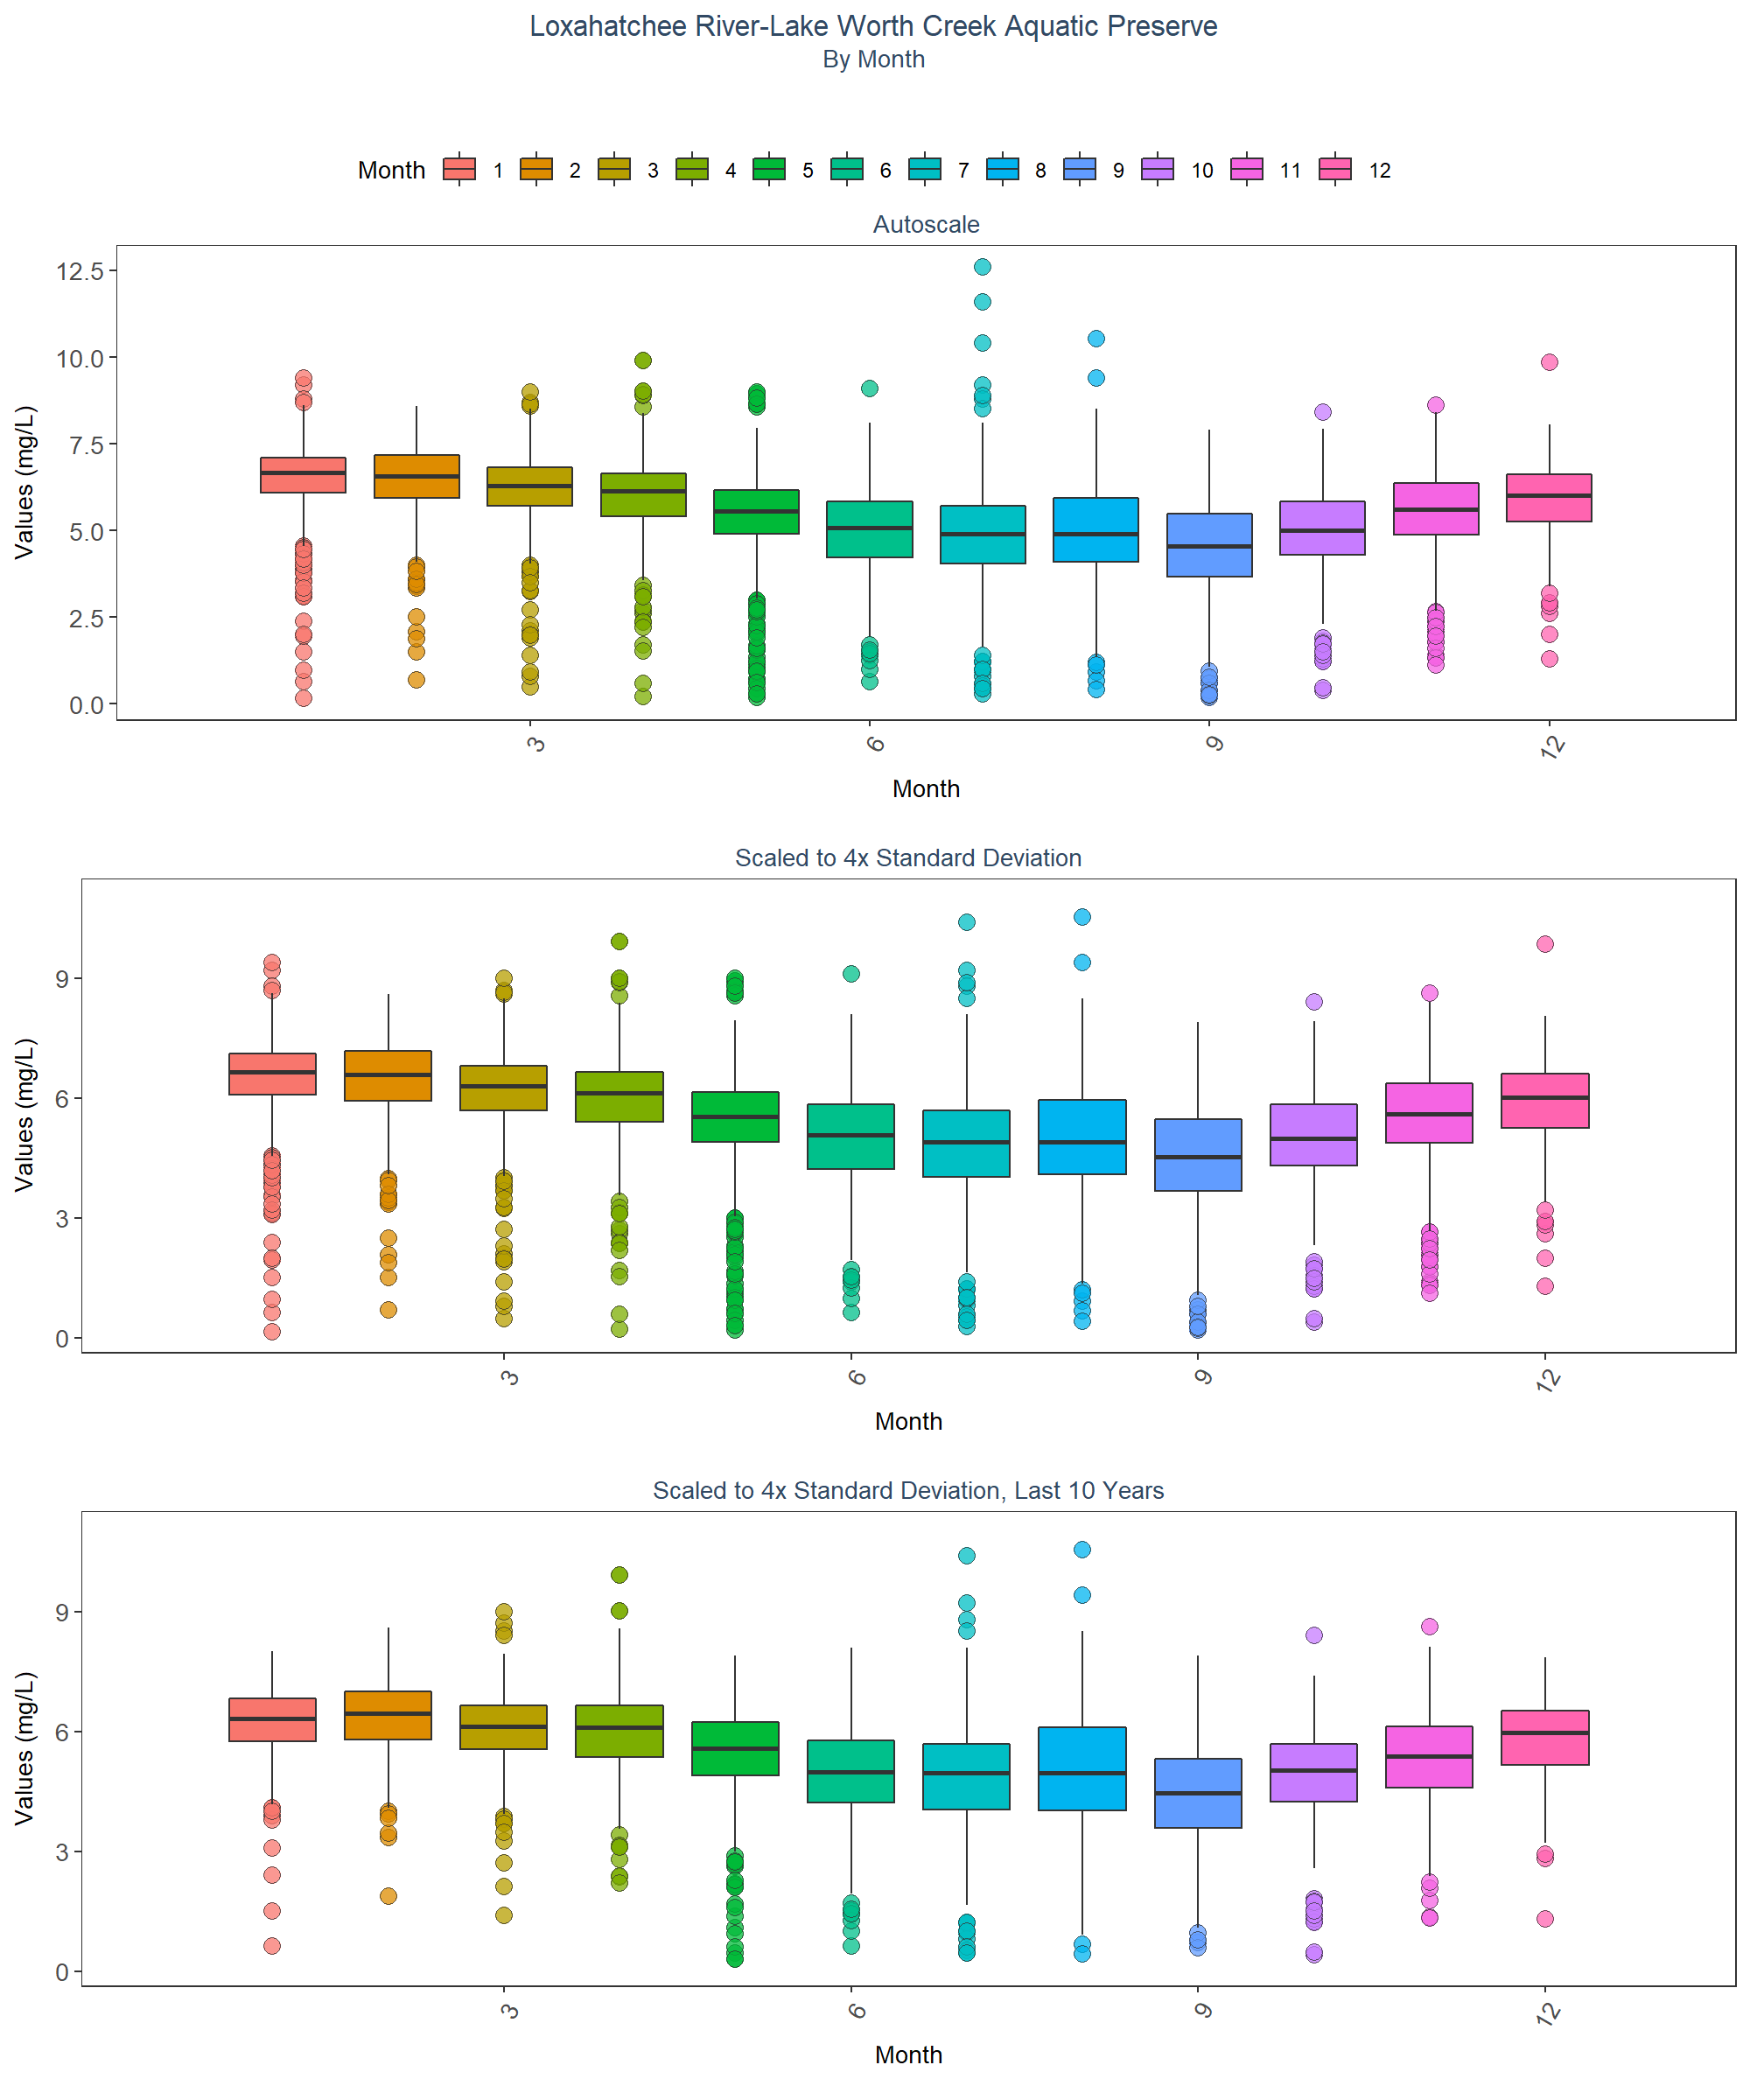 Loxahatchee River-Lake Worth Creek Aquatic Preserve
By Month
Month 1 2 3 4 5 6 7 8 9 10 11 12
Autoscale
Values (mg/L)
12.5
10.0
7.5
5.0
2.5
0.0
3 6 9 12
Month
Scaled to 4x Standard Deviation
Values (mg/L)
9
6
3
0
3 6 9 12
Month
Scaled to 4x Standard Deviation, Last 10 Years
Values (mg/L)
9
6
3
0
3 6 9 12
Month